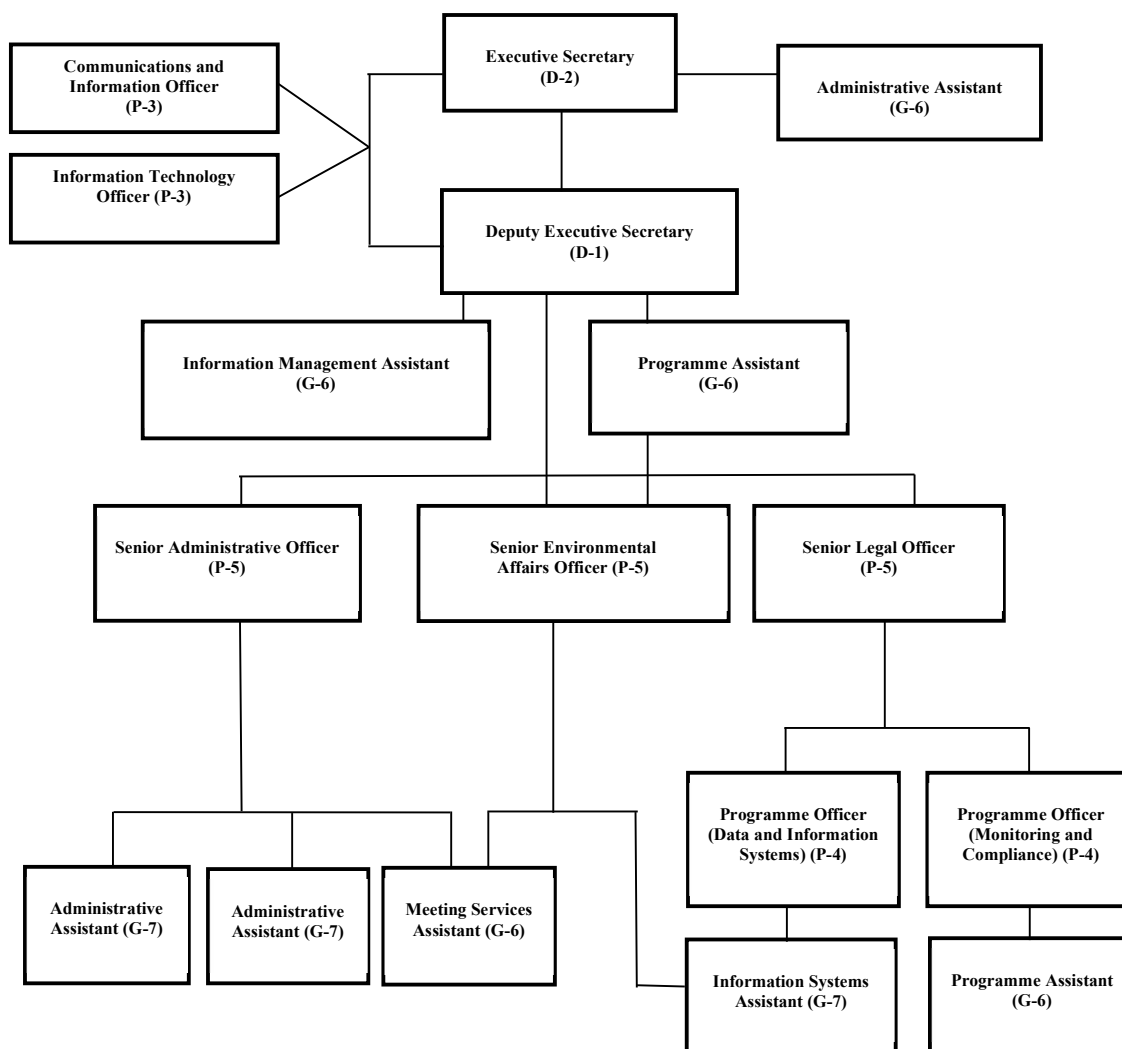 Communications and
Information Officer
(P-3)
Executive Secretary
(D-2)
Administrative Assistant
(G-6)
Information Technology
Officer (P-3)
Deputy Executive Secretary
(D-1)
Information Management Assistant
(G-6)
Programme Assistant
(G-6)
Senior Administrative Officer
(P-5)
Senior Environmental
Affairs Officer (P-5)
Senior Legal Officer
(P-5)
Programme Officer
(Data and Information
Systems) (P-4)
Programme Officer
(Monitoring and
Compliance) (P-4)
Administrative
Assistant (G-7)
Administrative
Assistant (G-7)
Meeting Services
Assistant (G-6)
Information Systems
Assistant (G-7)
Programme Assistant
(G-6)